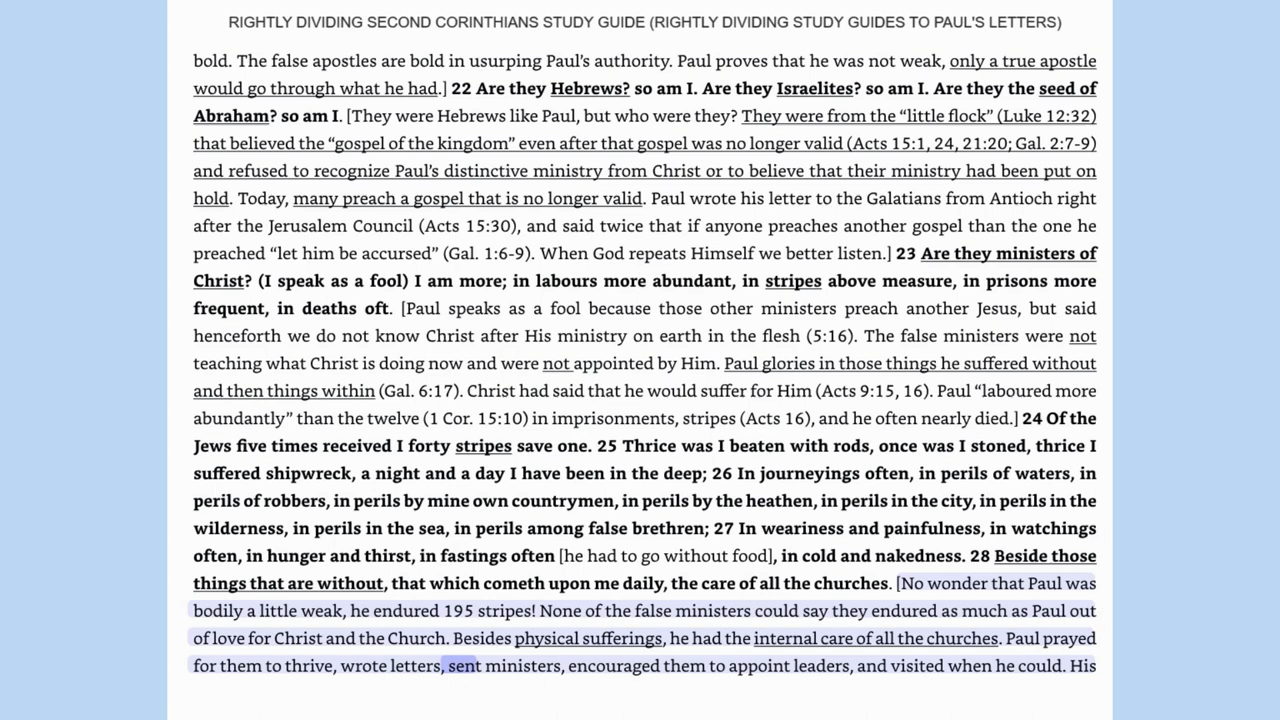 RIGHTLY DIVIDING SECOND CORINTHIANS STUDY GUIDE (RIGHTLY DIVIDING STUDY GUIDES TO PAUL'S LETTERS)
bold. The false apostles are bold in usurping Paul’s authority. Paul proves that he was not weak, only a true apostle
would go through what he had.] 22 Are they Hebrews? so am I. Are they Israelites? so am I. Are they the seed of
Abraham? so am I. [They were Hebrews like Paul, but who were they? They were from the “little flock” (Luke 12:32)
that believed the “gospel of the kingdom” even after that gospel was no longer valid (Acts 15:1, 24, 21:20; Gal. 2:7-9)
and refused to recognize Paul’s distinctive ministry from Christ or to believe that their ministry had been put on
hold. Today, many preach a gospel that is no longer valid. Paul wrote his letter to the Galatians from Antioch right
after the Jerusalem Council (Acts 15:30), and said twice that if anyone preaches another gospel than the one he
preached “let him be accursed” (Gal. 1:6-9). When God repeats Himself we better listen.] 23 Are they ministers of
Christ? (I speak as a fool) I am more; in labours more abundant, in stripes above measure, in prisons more
frequent, in deaths oft. [Paul speaks as a fool because those other ministers preach another Jesus, but said
henceforth we do not know Christ after His ministry on earth in the flesh (5:16). The false ministers were not
teaching what Christ is doing now and were not appointed by Him. Paul glories in those things he suffered without
and then things within (Gal. 6:17). Christ had said that he would suffer for Him (Acts 9:15, 16). Paul “laboured more
abundantly” than the twelve (1 Cor. 15:10) in imprisonments, stripes (Acts 16), and he often nearly died.] 24 Of the
Jews five times received I forty stripes save one. 25 Thrice was I beaten with rods, once was I stoned, thrice I
suffered shipwreck, a night and a day I have been in the deep; 26 In journeyings often, in perils of waters, in
perils of robbers, in perils by mine own countrymen, in perils by the heathen, in perils in the city, in perils in the
wilderness, in perils in the sea, in perils among false brethren; 27 In weariness and painfulness, in watchings
often, in hunger and thirst, in fastings often [he had to go without food], in cold and nakedness. 28 Beside those
things that are without, that which cometh upon me daily, the care of all the churches. [No wonder that Paul was
bodily a little weak, he endured 195 stripes! None of the false ministers could say they endured as much as Paul out
of love for Christ and the Church. Besides physical sufferings, he had the internal care of all the churches. Paul prayed
for them to thrive, wrote letters, sent ministers, encouraged them to appoint leaders, and visited when he could. His